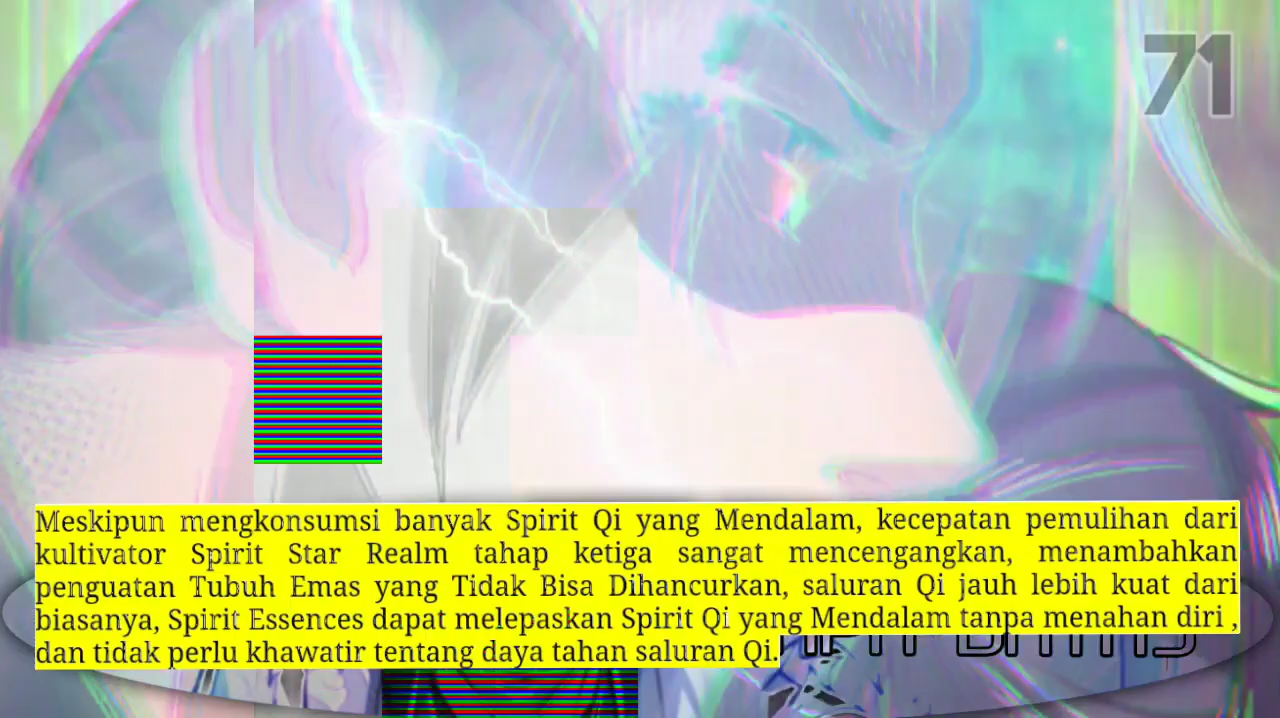 71
Meskipun mengkonsumsi banyak Spirit Qi yang Mendalam, kecepatan pemulihan dari
kultivator Spirit Star Realm tahap ketiga sangat mencengangkan, menambahkan
penguatan Tubuh Emas yang Tidak Bisa Dihancurkan, saluran Qi jauh lebih kuat dari
biasanya, Spirit Essences dapat melepaskan Spirit Qi yang Mendalam tanpa menahan diri ,
dan tidak perlu khawatir tentang daya tahan saluran Qi.